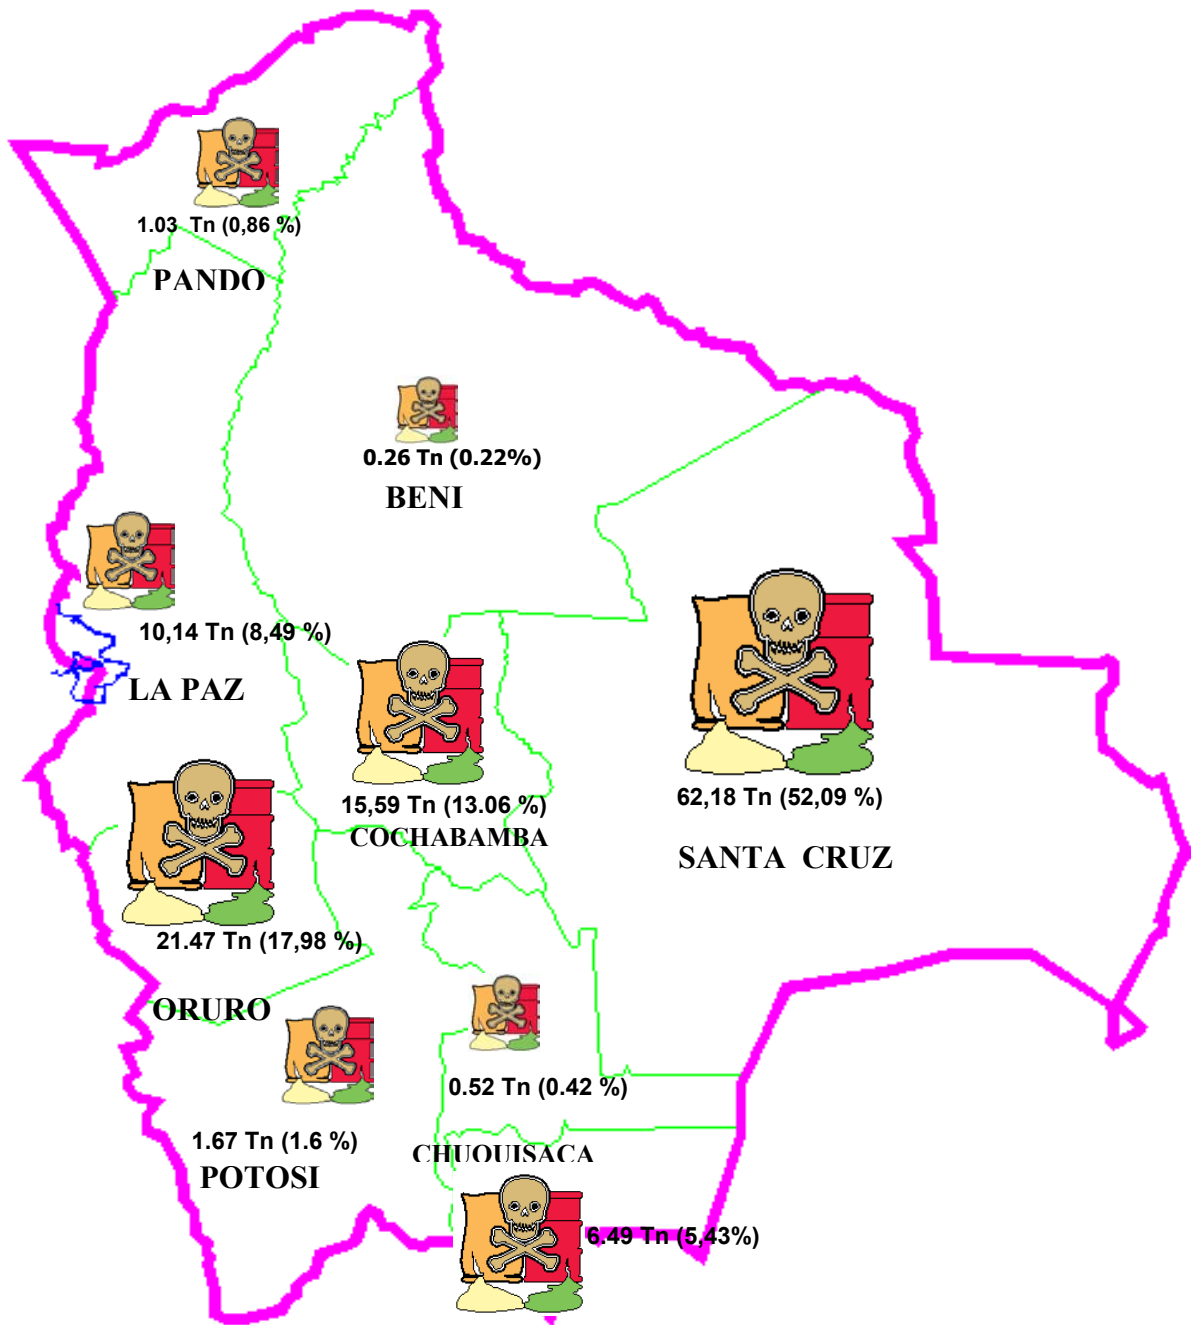 1.03 Tn (0,86 %)
PANDO
0.26 Tn (0.22%)
BENI
10,14 Tn (8,49 %)
LA PAZ
15,59 Tn (13.06 %)
COCHABAMBA
62,18 Tn (52,09 %)
SANTA CRUZ
21.47 Tn (17,98 %)
ORURO
0.52 Tn (0.42 %)
CHUQUISACA
1.67 Tn (1.6 %)
POTOSI
6.49 Tn (5,43%)